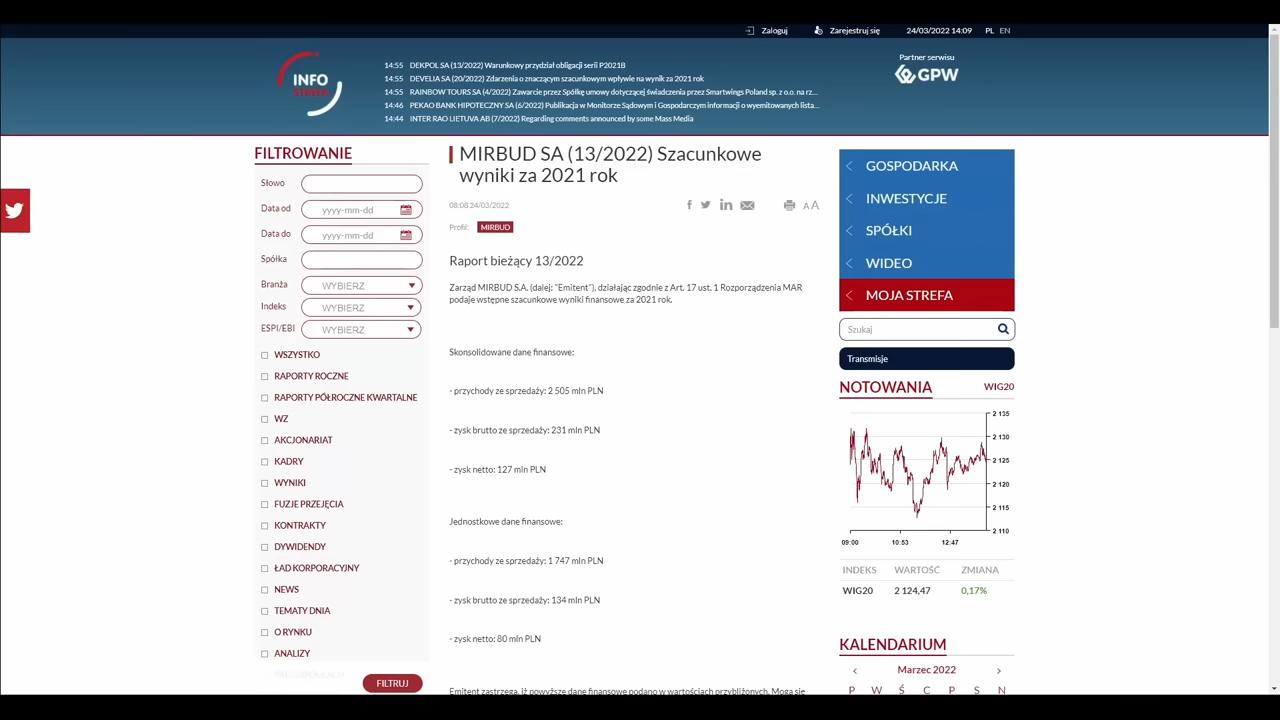 Zaloguj
Zarejestruj się
24/03/2022 14:09
PL EN
INFO
14:55 DEKPOL SA (13/2022) Warunkowy przydział obligacji serii P2021B
14:55 DEVELIA SA (20/2022) Zdarzenia o znaczącym szacunkowym wpływie na wynik za 2021 rok
14:55 RAINBOW TOURS SA (4/2022) Zawarcie przez Spółkę umowy dotyczącej świadczenia przez Smartwings Poland sp. z o.o. na rz...
14:46 PEKAO BANK HIPOTECZNY SA (6/2022) Publikacja w Monitorze Sądowym i Gospodarczym informacji o wyemitowanych lista...
14:44 INTER RAO LIETUVA AB (7/2022) Regarding comments announced by some Mass Media
Partner serwisu
GPW
FILTROWANIE
Słowo
Data od yyyy-mm-dd
Data do yyyy-mm-dd
Spółka
Branża WYBIERZ
Indeks WYBIERZ
ESPI/EBI WYBIERZ
WSZYSTKO
RAPORTY ROCZNE
RAPORTY PÓŁROCZNE KWARTALNE
WZ
AKCJONARIAT
KADRY
WYNIKI
FUZJE PRZEJĘCIA
KONTRAKTY
DYWIDENDY
ŁAD KORPORACYJNY
NEWS
TEMATY DNIA
O RYNKU
ANALIZY
FILTRUJ
MIRBUD SA (13/2022) Szacunkowe
wyniki za 2021 rok
08:08 24/03/2022
A A
Profil: MIRBUD
Raport bieżący 13/2022
Zarząd MIRBUD S.A. (dalej: "Emitent"), działając zgodnie z Art. 17 ust. 1 Rozporządzenia MAR
podaje wstępne szacunkowe wyniki finansowe za 2021 rok.
Skonsolidowane dane finansowe:
- przychody ze sprzedaży: 2 505 mln PLN
- zysk brutto ze sprzedaży: 231 mln PLN
- zysk netto: 127 mln PLN
Jednostkowe dane finansowe:
- przychody ze sprzedaży: 1 747 mln PLN
- zysk brutto ze sprzedaży: 134 mln PLN
- zysk netto: 80 mln PLN
Emitent zastrzega, iż powyższe dane finansowe podano w wartościach przybliżonych. Mogą się
GOSPODARKA
INWESTYCJE
SPÓŁKI
WIDEO
MOJA STREFA
Szukaj
Transmisje
NOTOWANIA WIG20
2 135
2 130
2 125
2 120
2 115
2 110
09:00 10:53 12:47
INDEKS WARTOŚĆ ZMIANA
WIG20 2 124,47 0,17%
KALENDARIUM
‹ Marzec 2022 ›
P W Ś C P S N